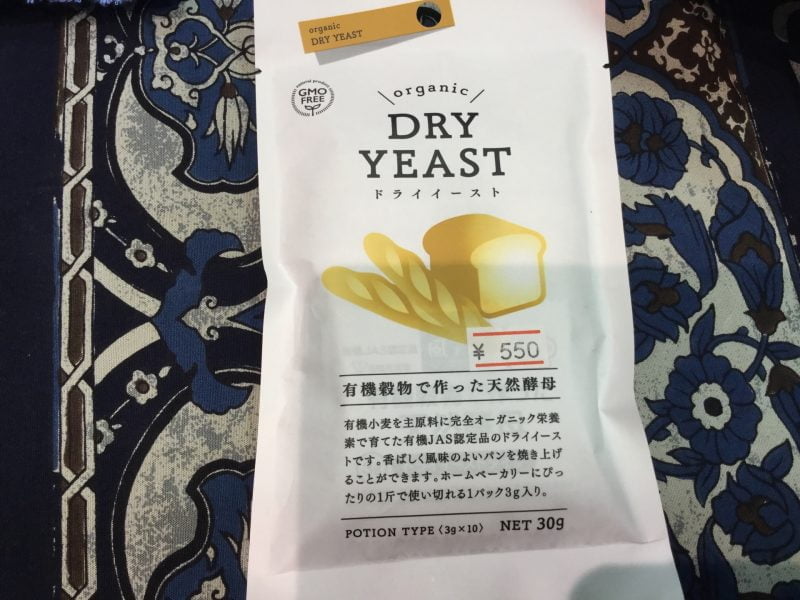 organic
DRY YEAST
natural product
GMO
FREE
organic
DRY
YEAST
ドライイースト
¥ 550
有機穀物で作った天然酵母
有機小麦を主原料に完全オーガニック栄養
素で育てた有機JAS認定品のドライイース
トです。香ばしく風味のよいパンを焼き上げ
ることができます。ホームベーカリーにぴっ
たりの1斤で使い切れる1パック3g入り。
POTION TYPE〈3g×10〉 NET 30g